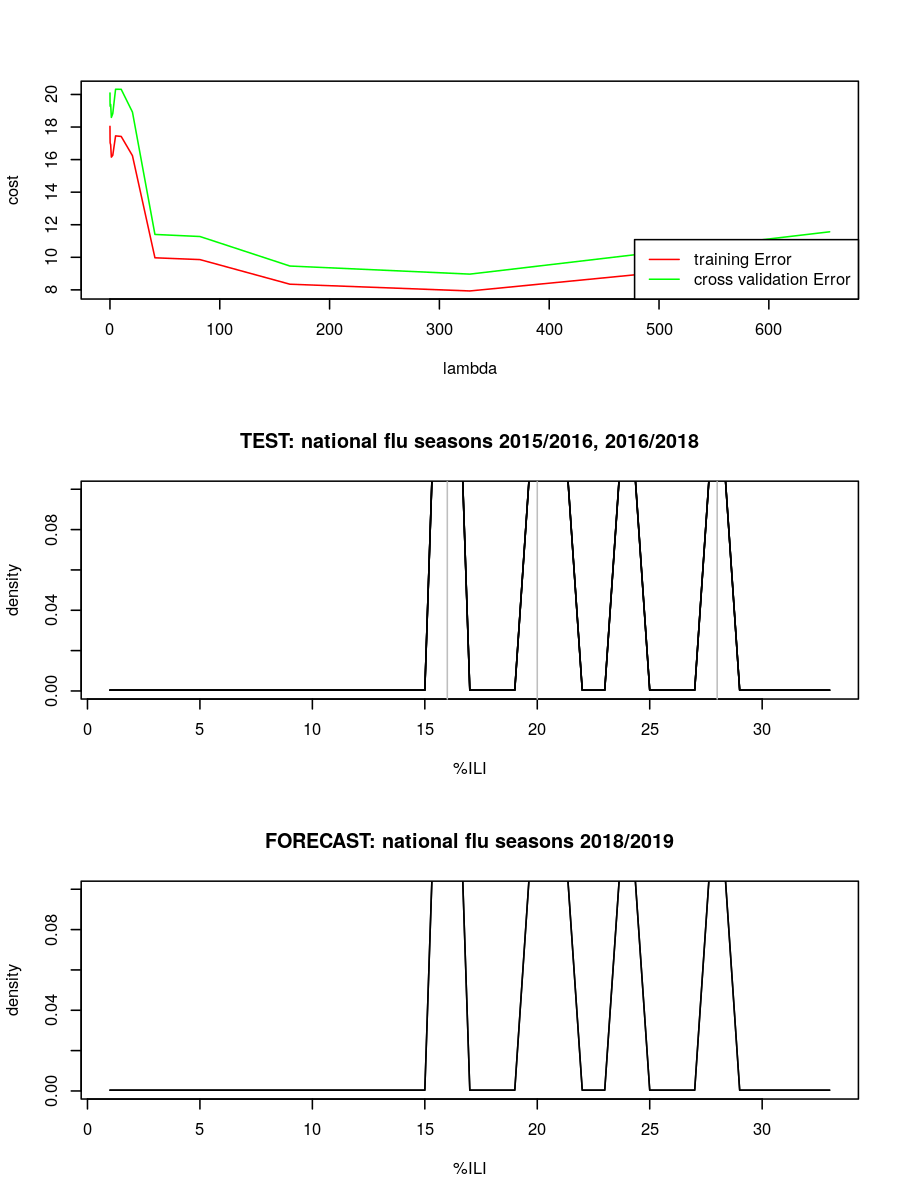 20
18
16
14
12
10
8
cost
training Error
cross validation Error
0 100 200 300 400 500 600
lambda
TEST: national flu seasons 2015/2016, 2016/2018
0.08
0.04
0.00
density
0 5 10 15 20 25 30
%ILI
FORECAST: national flu seasons 2018/2019
0.08
0.04
0.00
density
0 5 10 15 20 25 30
%ILI